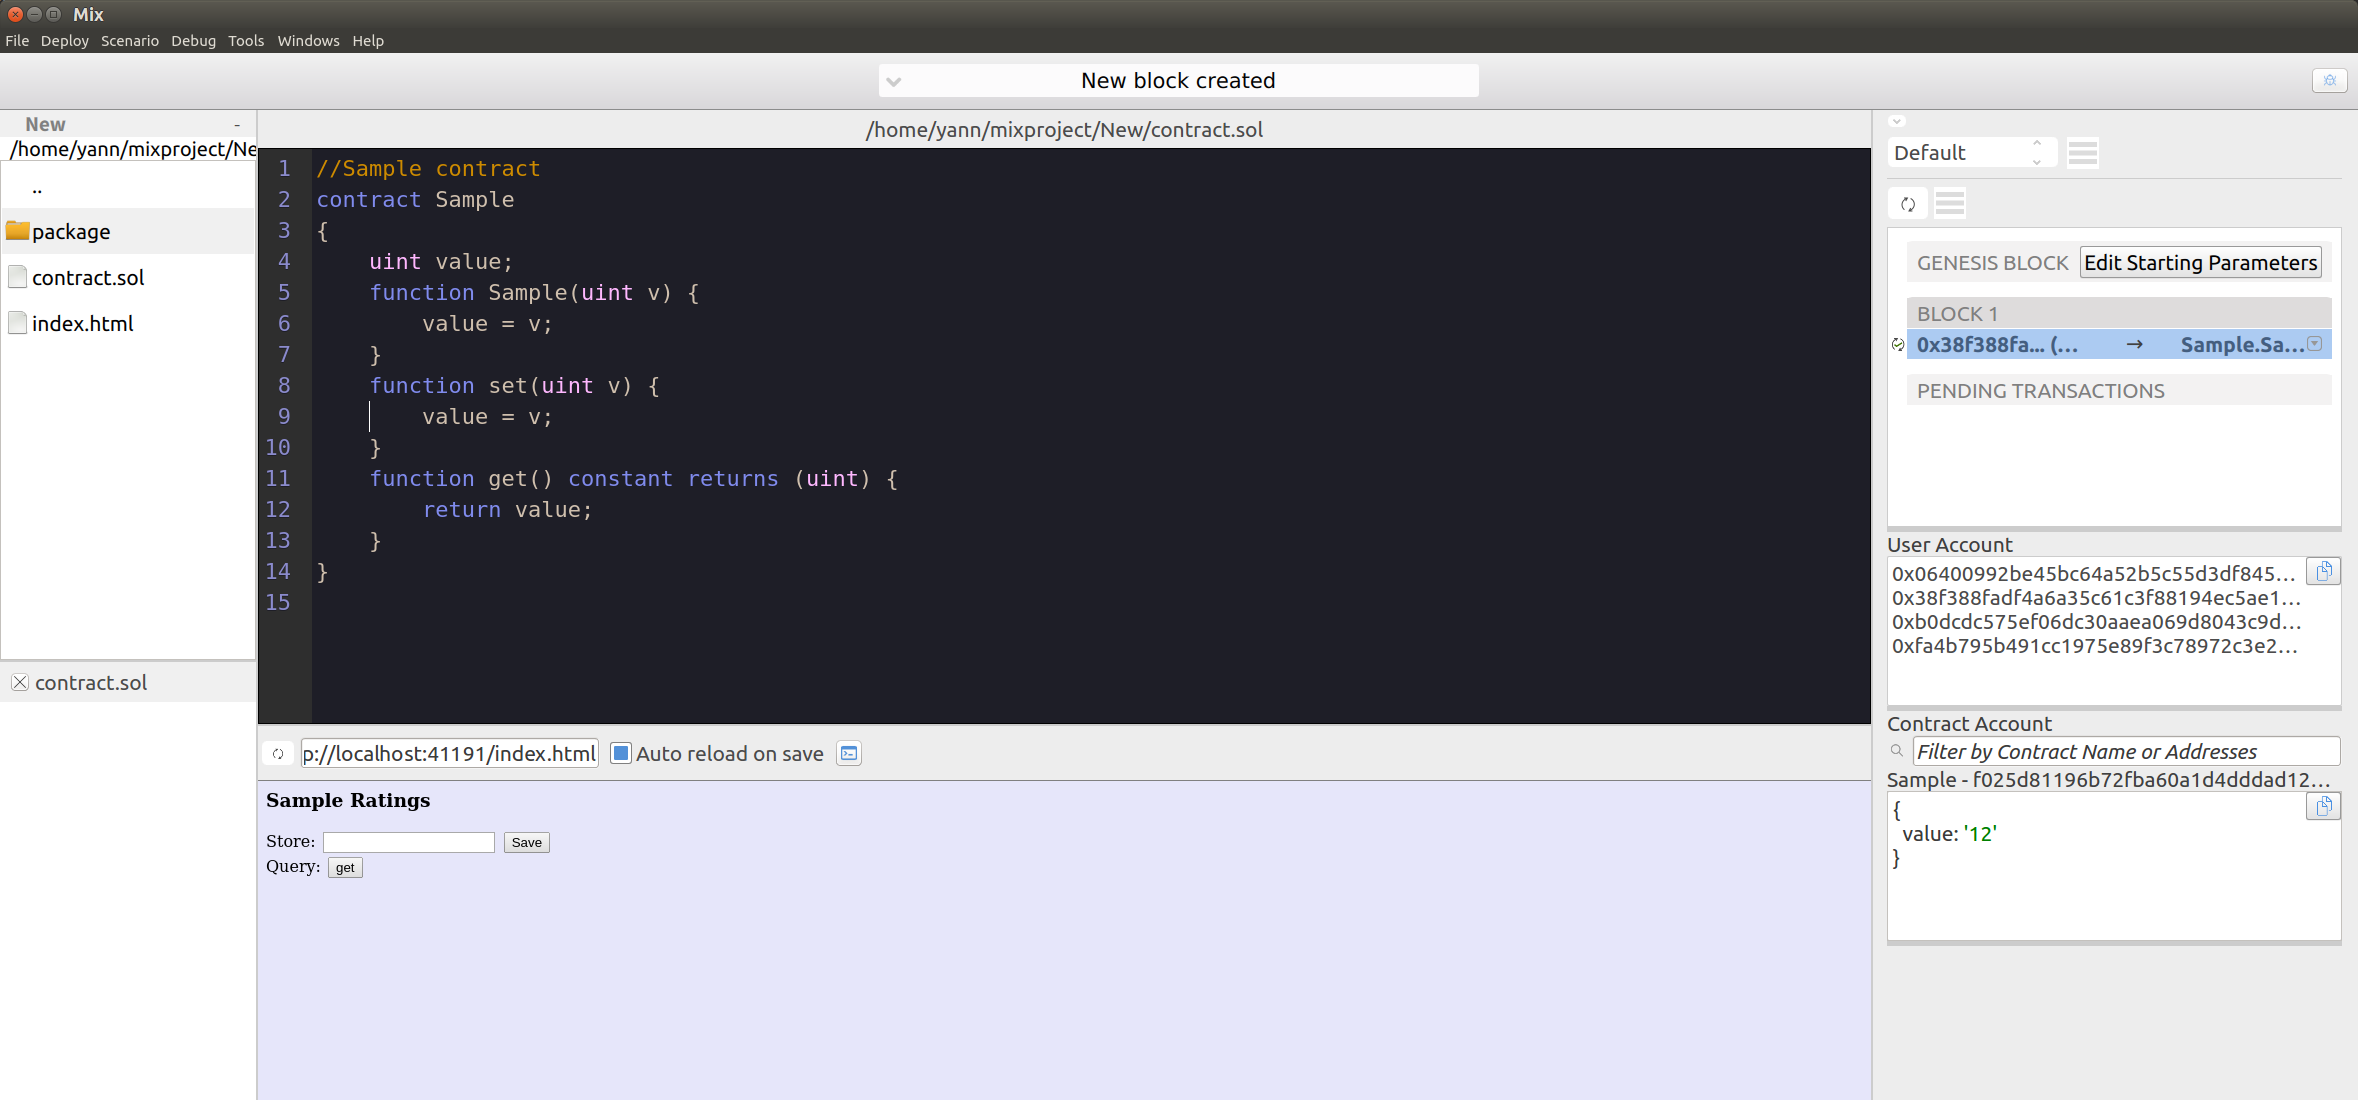 Mix
File Deploy Scenario Debug Tools Windows Help
New block created
New -
/home/yann/mixproject/Ne
..
package
contract.sol
index.html
contract.sol
/home/yann/mixproject/New/contract.sol
1 //Sample contract
2 contract Sample
3 {
4     uint value;
5     function Sample(uint v) {
6         value = v;
7     }
8     function set(uint v) {
9         value = v;
10     }
11     function get() constant returns (uint) {
12         return value;
13     }
14 }
15
p://localhost:41191/index.html Auto reload on save
Sample Ratings
Store: Save
Query: get
Default
GENESIS BLOCK Edit Starting Parameters
BLOCK 1
0x38f388fa... (... → Sample.Sa...
PENDING TRANSACTIONS
User Account
0x06400992be45bc64a52b5c55d3df845...
0x38f388fadf4a6a35c61c3f88194ec5ae1...
0xb0dcdc575ef06dc30aaea069d8043c9d...
0xfa4b795b491cc1975e89f3c78972c3e2...
Contract Account
Filter by Contract Name or Addresses
Sample - f025d81196b72fba60a1d4dddad12...
{
  value: '12'
}